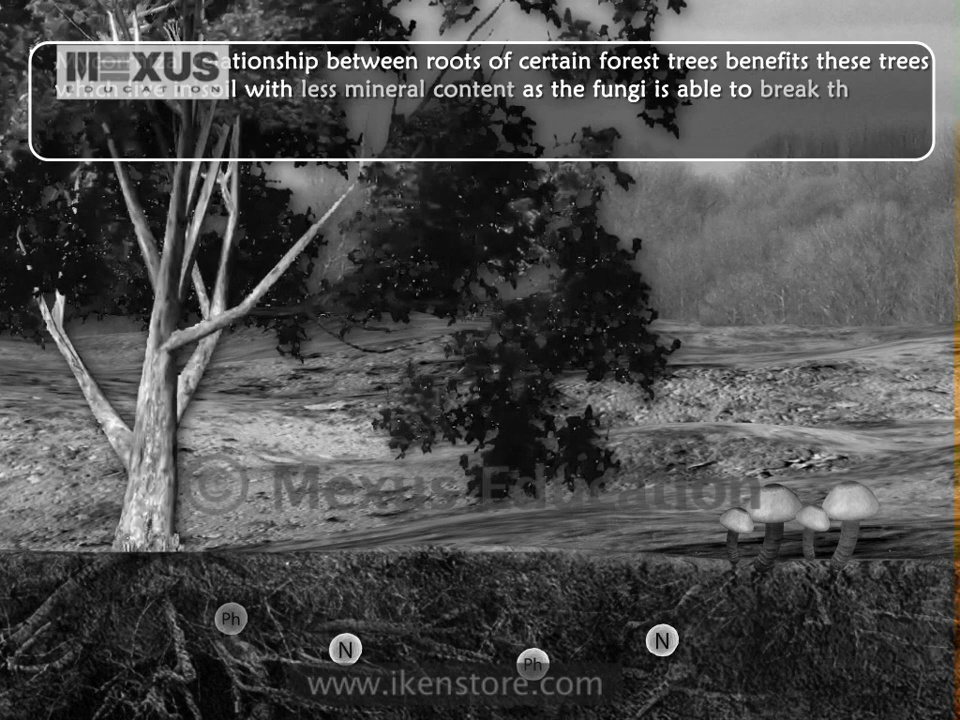 MEXUS
EDUCATION
ationship between roots of certain forest trees benefits these trees
with less mineral content as the fungi is able to break th
© Mexus Education
Ph
N
Ph
N
www.ikenstore.com